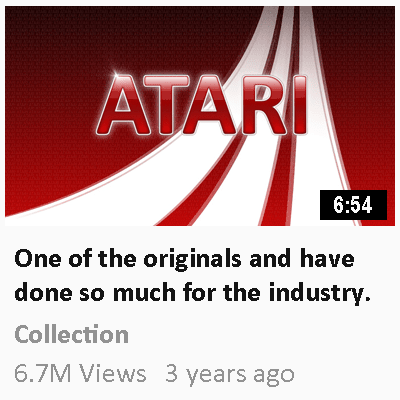 ATARI
6:54
One of the originals and have
done so much for the industry.
Collection
6.7M Views 3 years ago